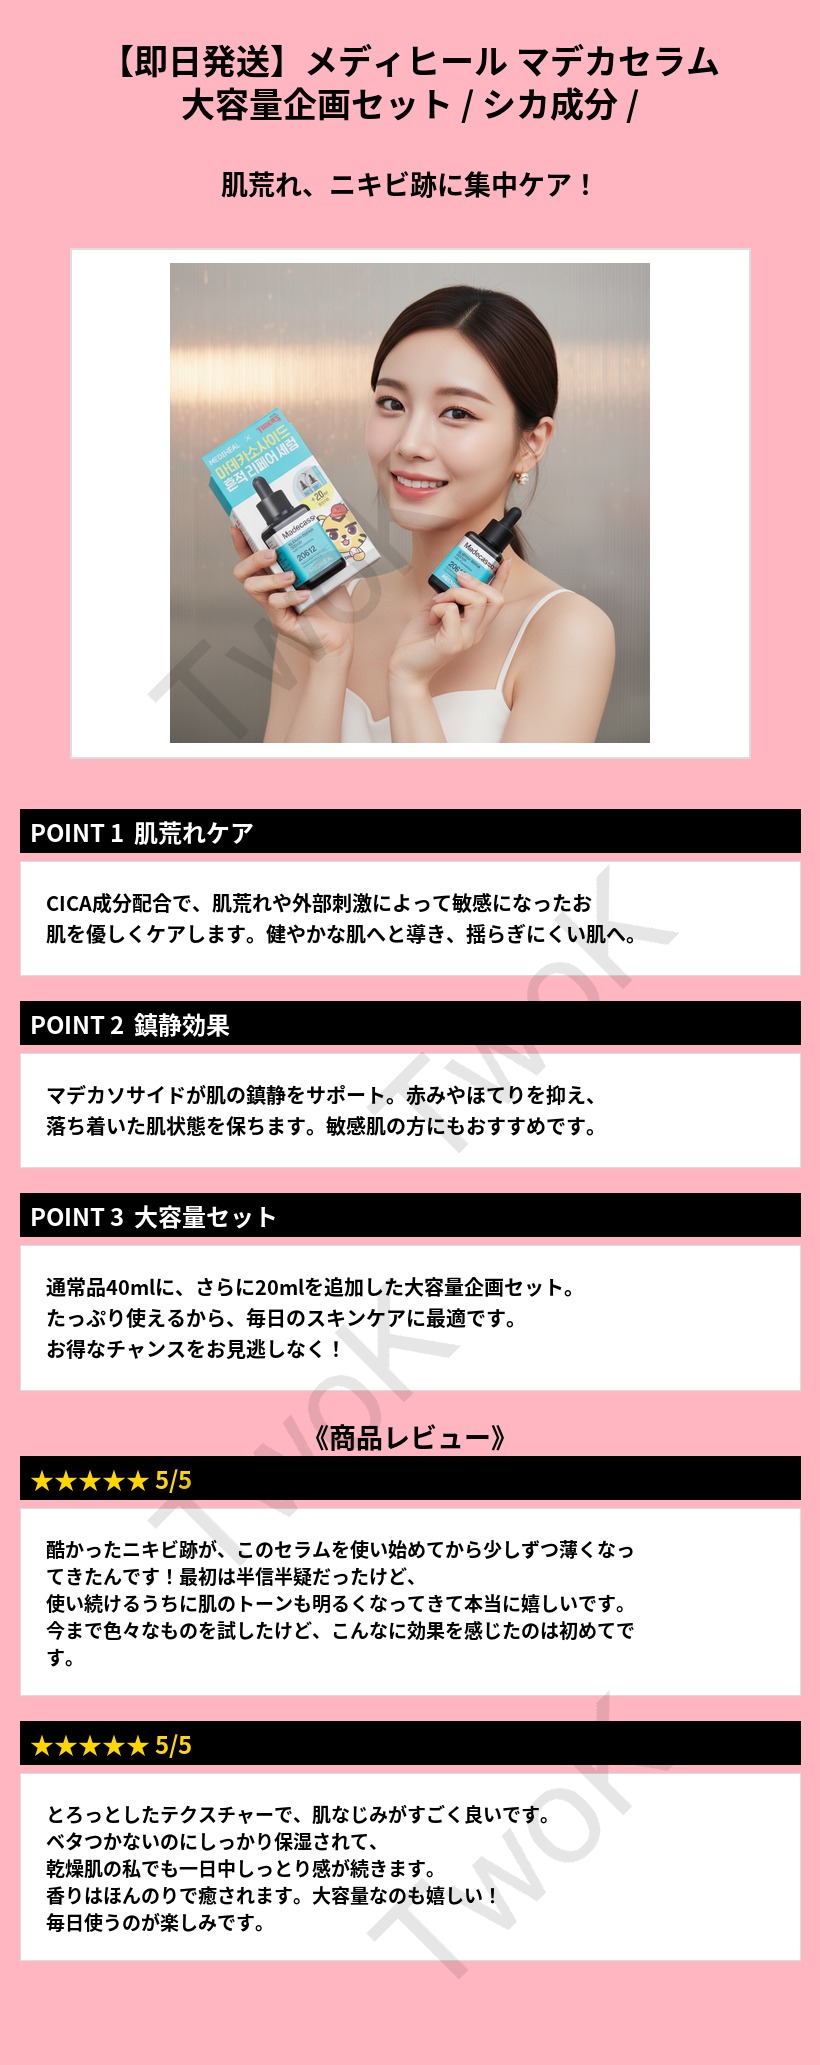 【即日発送】メディヒール マデカセラム
大容量企画セット / シカ成分 /
肌荒れ、ニキビ跡に集中ケア！
MEDIHEAL × 
마데카소사이드
흔적 리페어 세럼
+20ml
Madecasso
20612
Madecasso
TwoK
POINT 1 肌荒れケア
CICA成分配合で、肌荒れや外部刺激によって敏感になったお
肌を優しくケアします。健やかな肌へと導き、揺らぎにくい肌へ。
TwoK
POINT 2 鎮静効果
マデカソサイドが肌の鎮静をサポート。赤みやほてりを抑え、
落ち着いた肌状態を保ちます。敏感肌の方にもおすすめです。
POINT 3 大容量セット
通常品40mlに、さらに20mlを追加した大容量企画セット。
たっぷり使えるから、毎日のスキンケアに最適です。
お得なチャンスをお見逃しなく！
TwoK
《商品レビュー》
★★★★★ 5/5
酷かったニキビ跡が、このセラムを使い始めてから少しずつ薄くなっ
てきたんです！最初は半信半疑だったけど、
使い続けるうちに肌のトーンも明るくなってきて本当に嬉しいです。
今まで色々なものを試したけど、こんなに効果を感じたのは初めてで
す。
★★★★★ 5/5
とろっとしたテクスチャーで、肌なじみがすごく良いです。
ベタつかないのにしっかり保湿されて、
乾燥肌の私でも一日中しっとり感が続きます。
香りはほんのりで癒されます。大容量なのも嬉しい！
毎日使うのが楽しみです。
TwoK